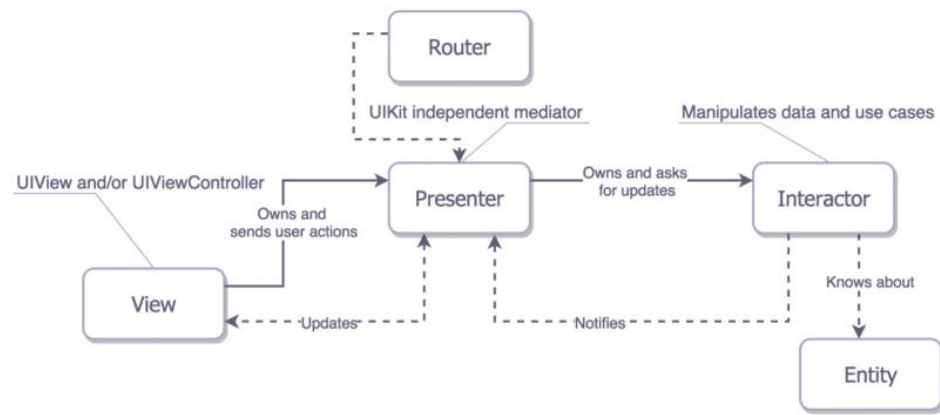 Router
UIKit independent mediator
Manipulates data and use cases
UIView and/or UIViewController
Presenter
Owns and asks
for updates
Interactor
Owns and
sends user actions
View
Updates
Notifies
Knows about
Entity